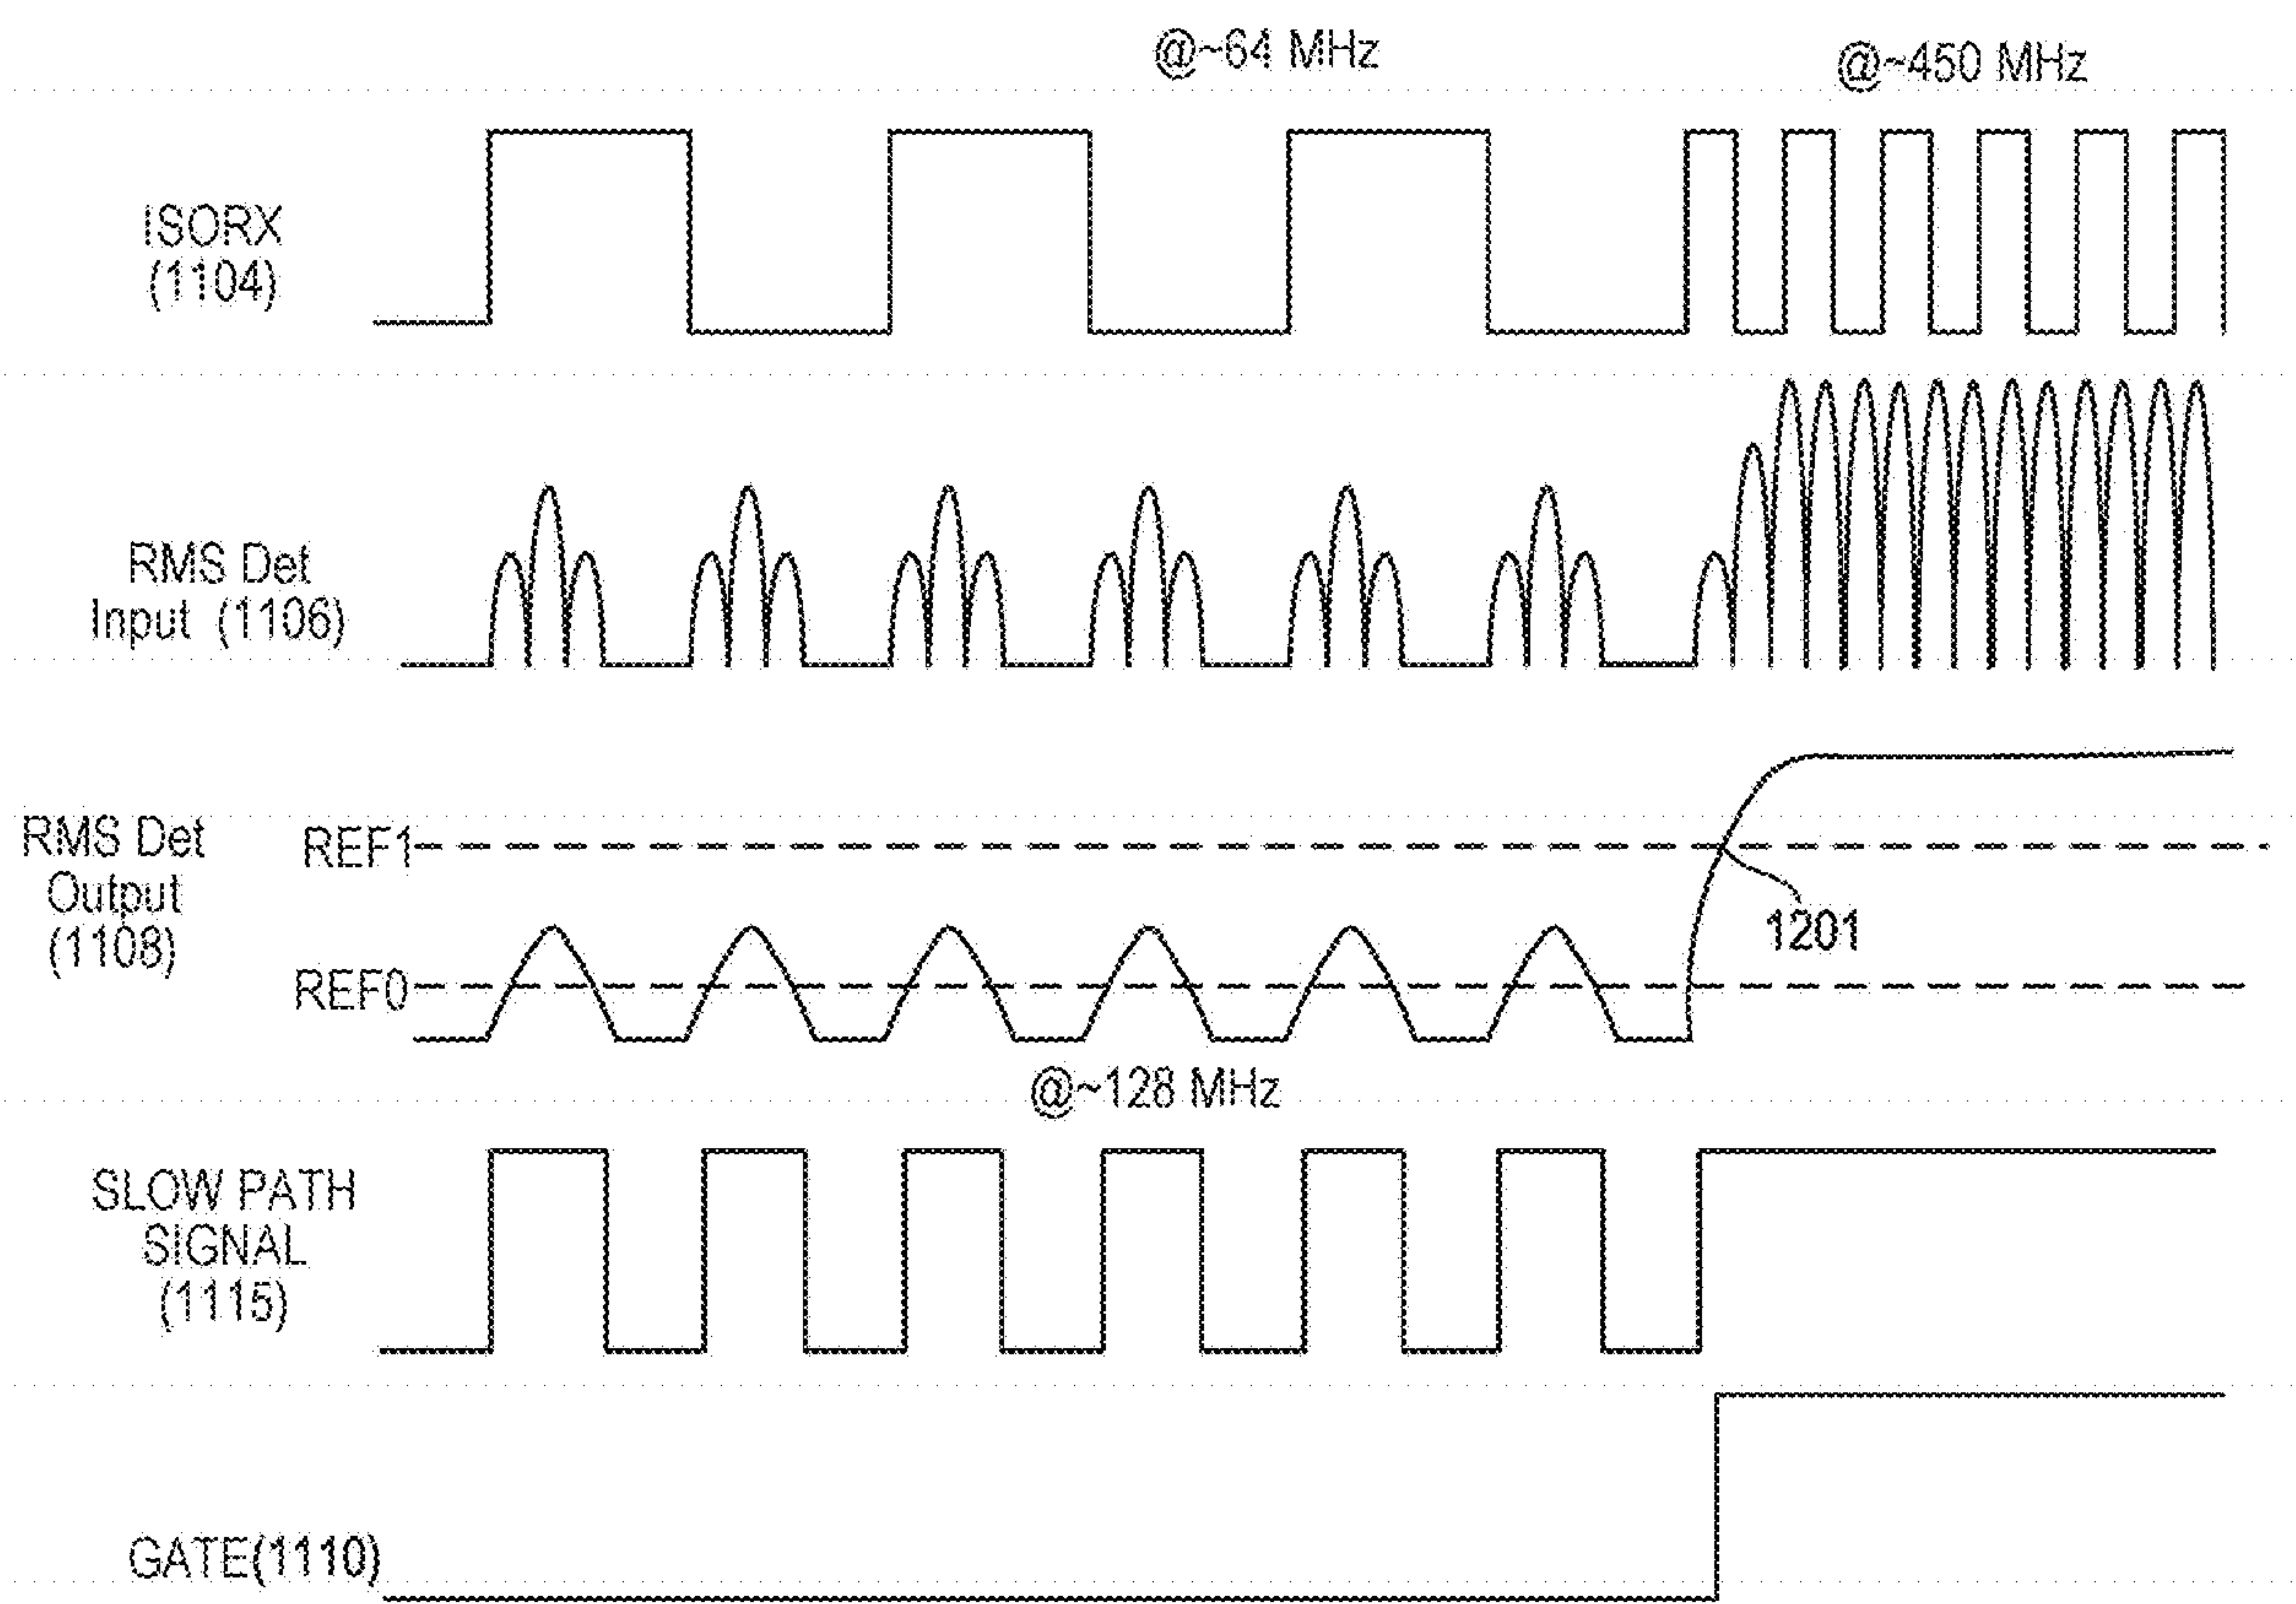 @~64 MHz
@~450 MHz
ISORX
(1104)
RMS Det
Input (1106)
RMS Det
Output
(1108)
REF1
REF0
1201
@~128 MHz
SLOW PATH
SIGNAL
(1115)
GATE(1110)